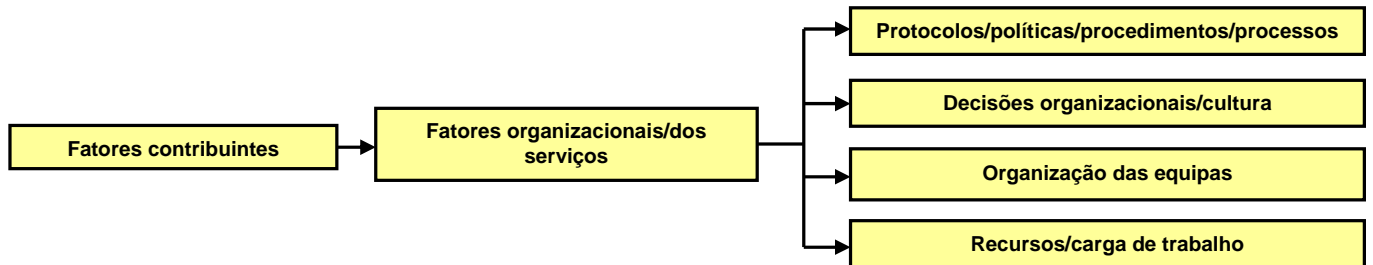 Protocolos/políticas/procedimentos/processos
Decisões organizacionais/cultura
Fatores contribuintes
Fatores organizacionais/dos
serviços
Organização das equipas
Recursos/carga de trabalho